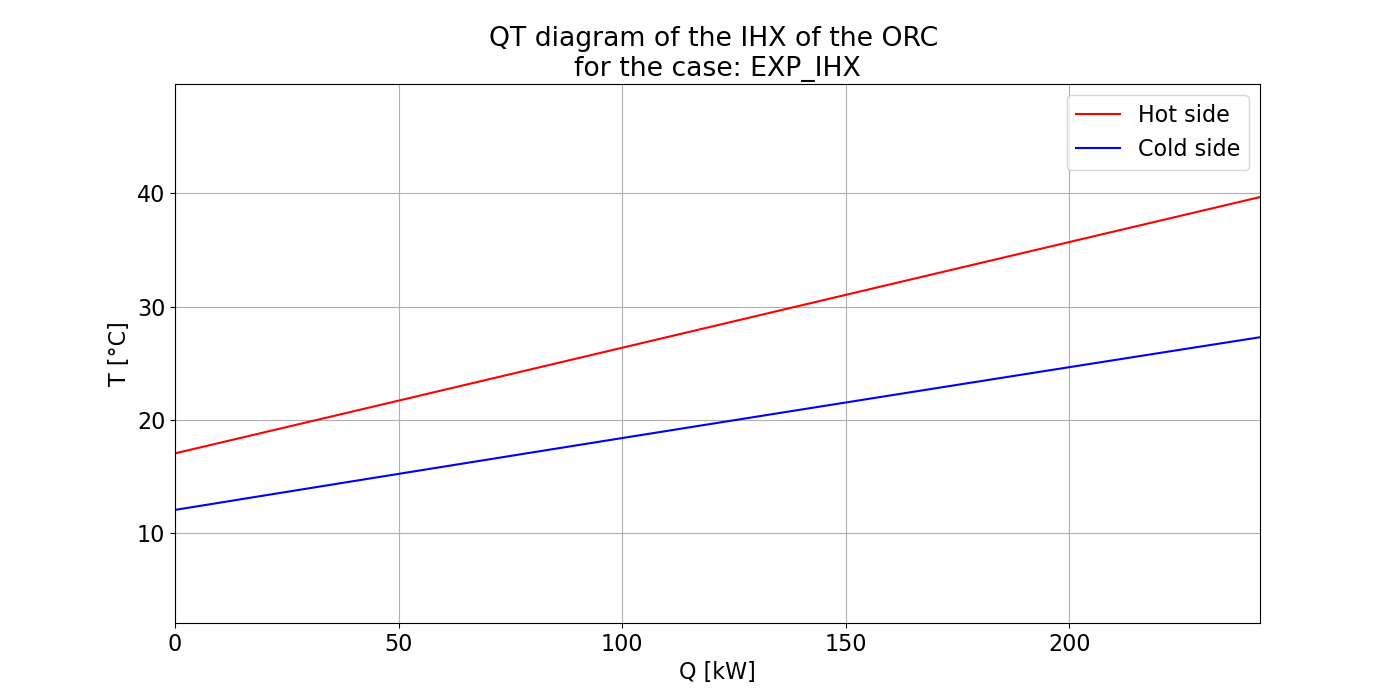 QT diagram of the IHX of the ORC
for the case: EXP_IHX
Hot side
Cold side
T [°C]
40
30
20
10
0
50
100
150
200
Q [kW]